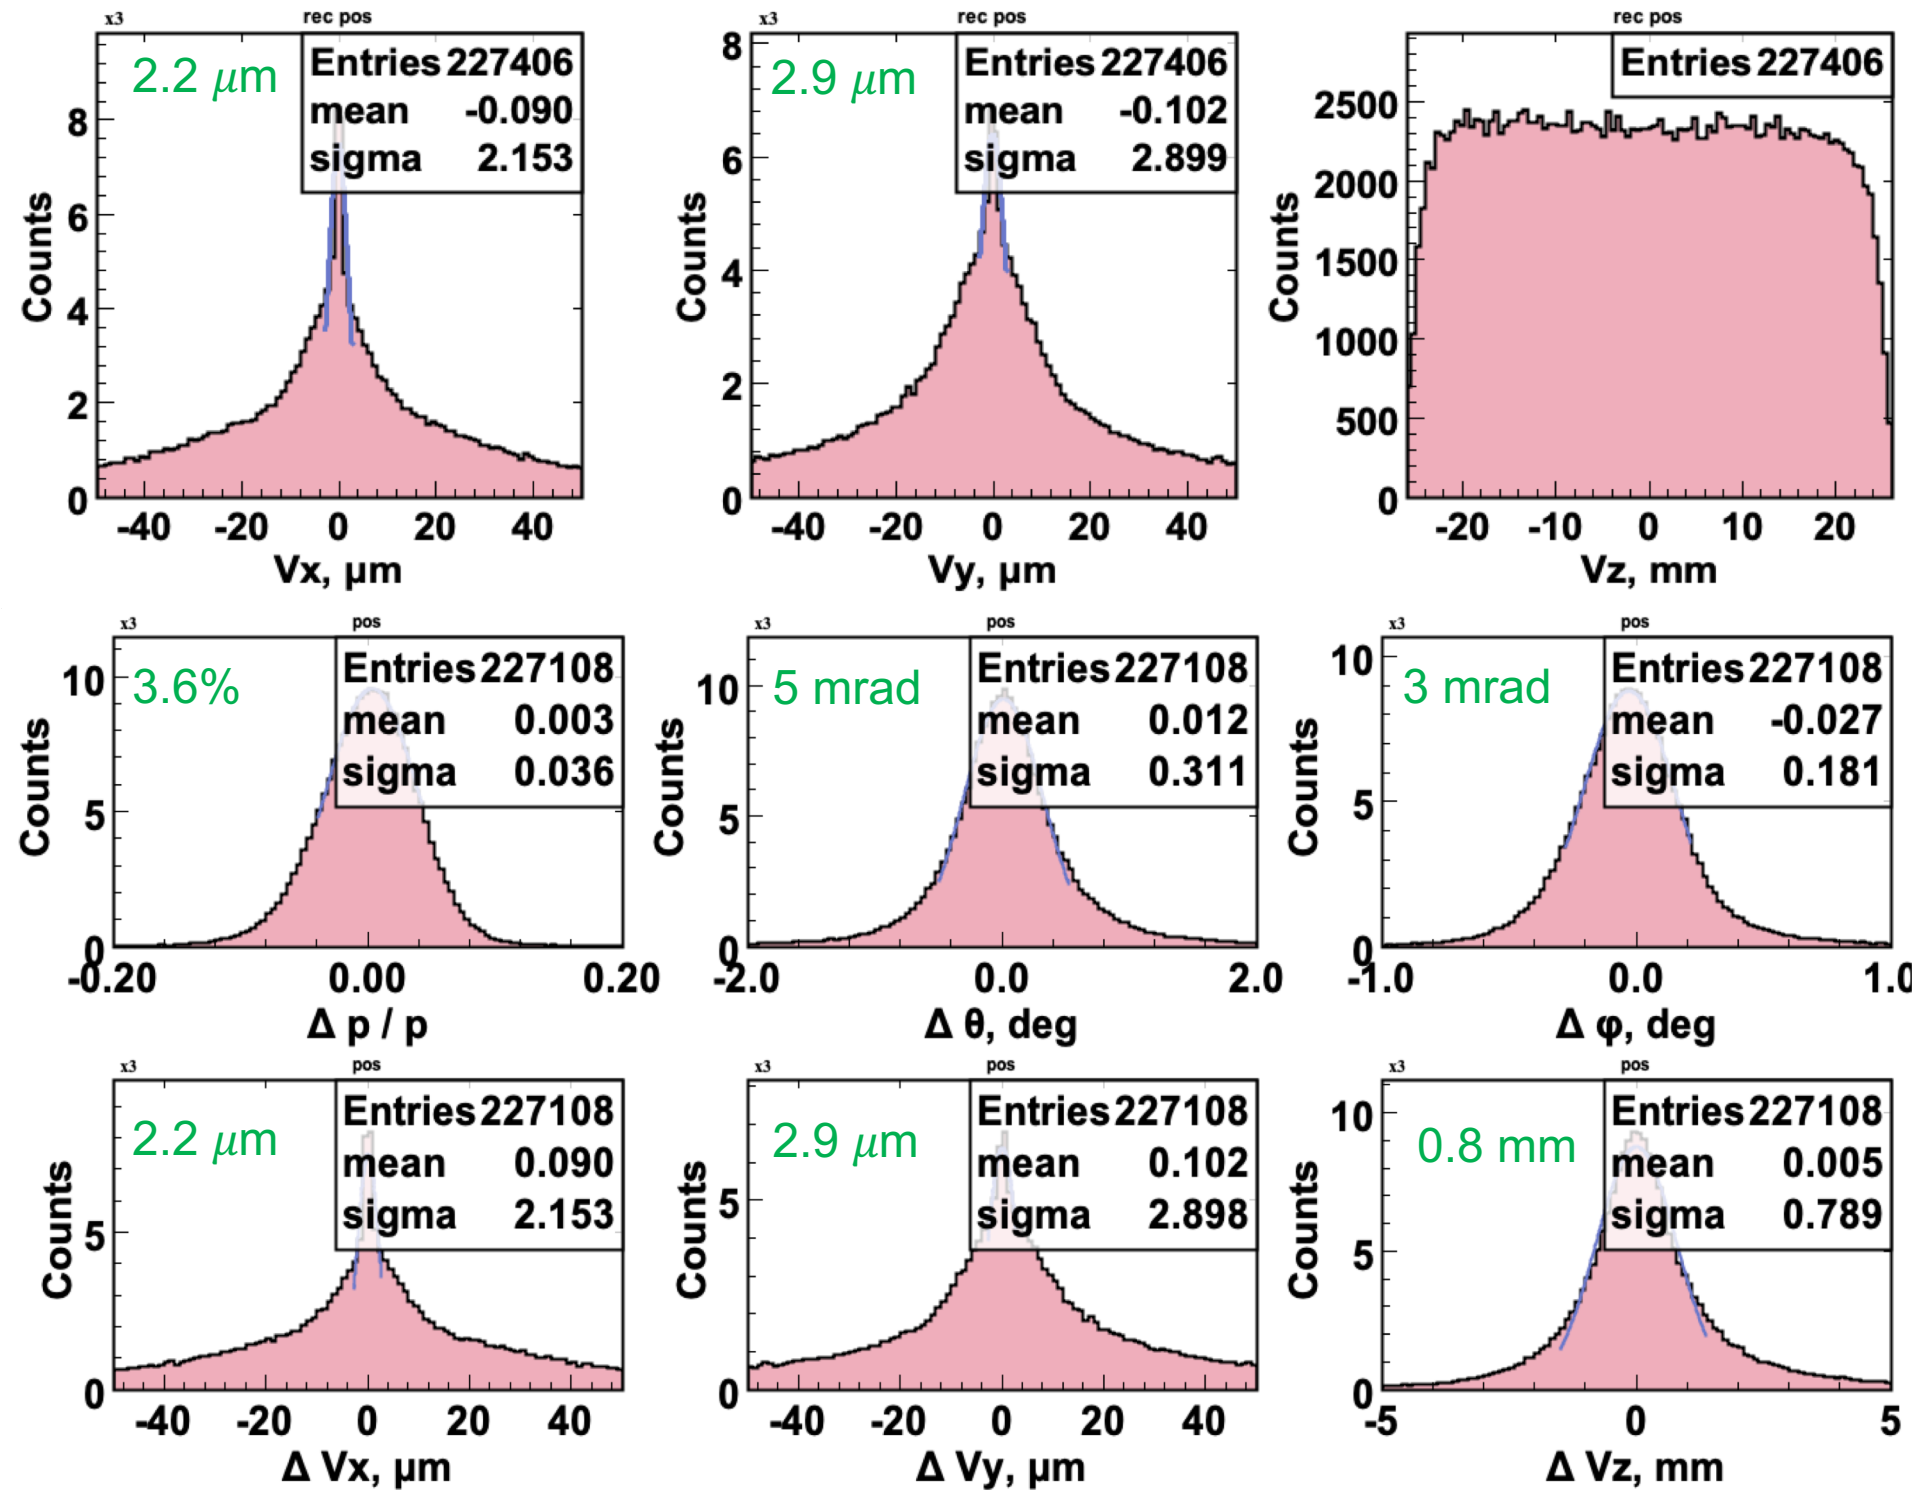 x3 rec pos
2.2 μm
Entries 227406
mean -0.090
sigma 2.153
8
6
4
2
0
Counts
-40 -20 0 20 40
Vx, μm
x3 rec pos
2.9 μm
Entries 227406
mean -0.102
sigma 2.899
8
6
4
2
0
Counts
-40 -20 0 20 40
Vy, μm
rec pos
Entries 227406
2500
2000
1500
1000
500
0
Counts
-20 -10 0 10 20
Vz, mm
x3 pos
3.6%
Entries 227108
mean 0.003
sigma 0.036
10
5
0
Counts
-0.20 0.00 0.20
Δ p / p
x3 pos
5 mrad
Entries 227108
mean 0.012
sigma 0.311
10
5
0
Counts
-2.0 0.0 2.0
Δ θ, deg
x3 pos
3 mrad
Entries 227108
mean -0.027
sigma 0.181
10
5
0
Counts
-1.0 0.0 1.0
Δ φ, deg
x3 pos
2.2 μm
Entries 227108
mean 0.090
sigma 2.153
5
0
Counts
-40 -20 0 20 40
Δ Vx, μm
x3 pos
2.9 μm
Entries 227108
mean 0.102
sigma 2.898
5
0
Counts
-40 -20 0 20 40
Δ Vy, μm
x3 pos
0.8 mm
Entries 227108
mean 0.005
sigma 0.789
10
5
0
Counts
-5 0 5
Δ Vz, mm